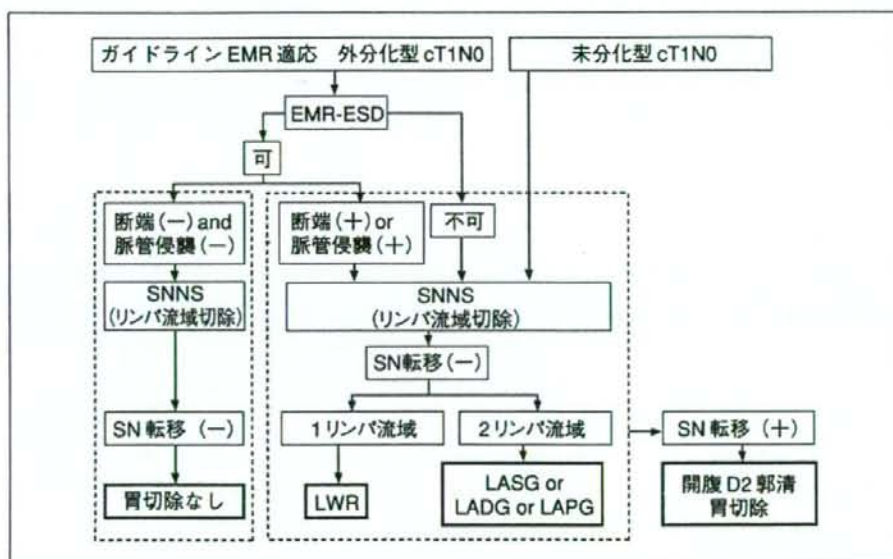 ガイドライン EMR 適応 外分化型 cT1N0
未分化型 cT1N0
EMR-ESD
可
断端(－) and
脈管侵襲(－)
断端(＋) or
脈管侵襲(＋)
不可
SNNS
(リンパ流域切除)
SNNS
(リンパ流域切除)
SN転移(－)
SN 転移 (－)
1リンパ流域
2リンパ流域
SN 転移 (＋)
胃切除なし
LWR
LASG or
LADG or LAPG
開腹 D2 郭清
胃切除